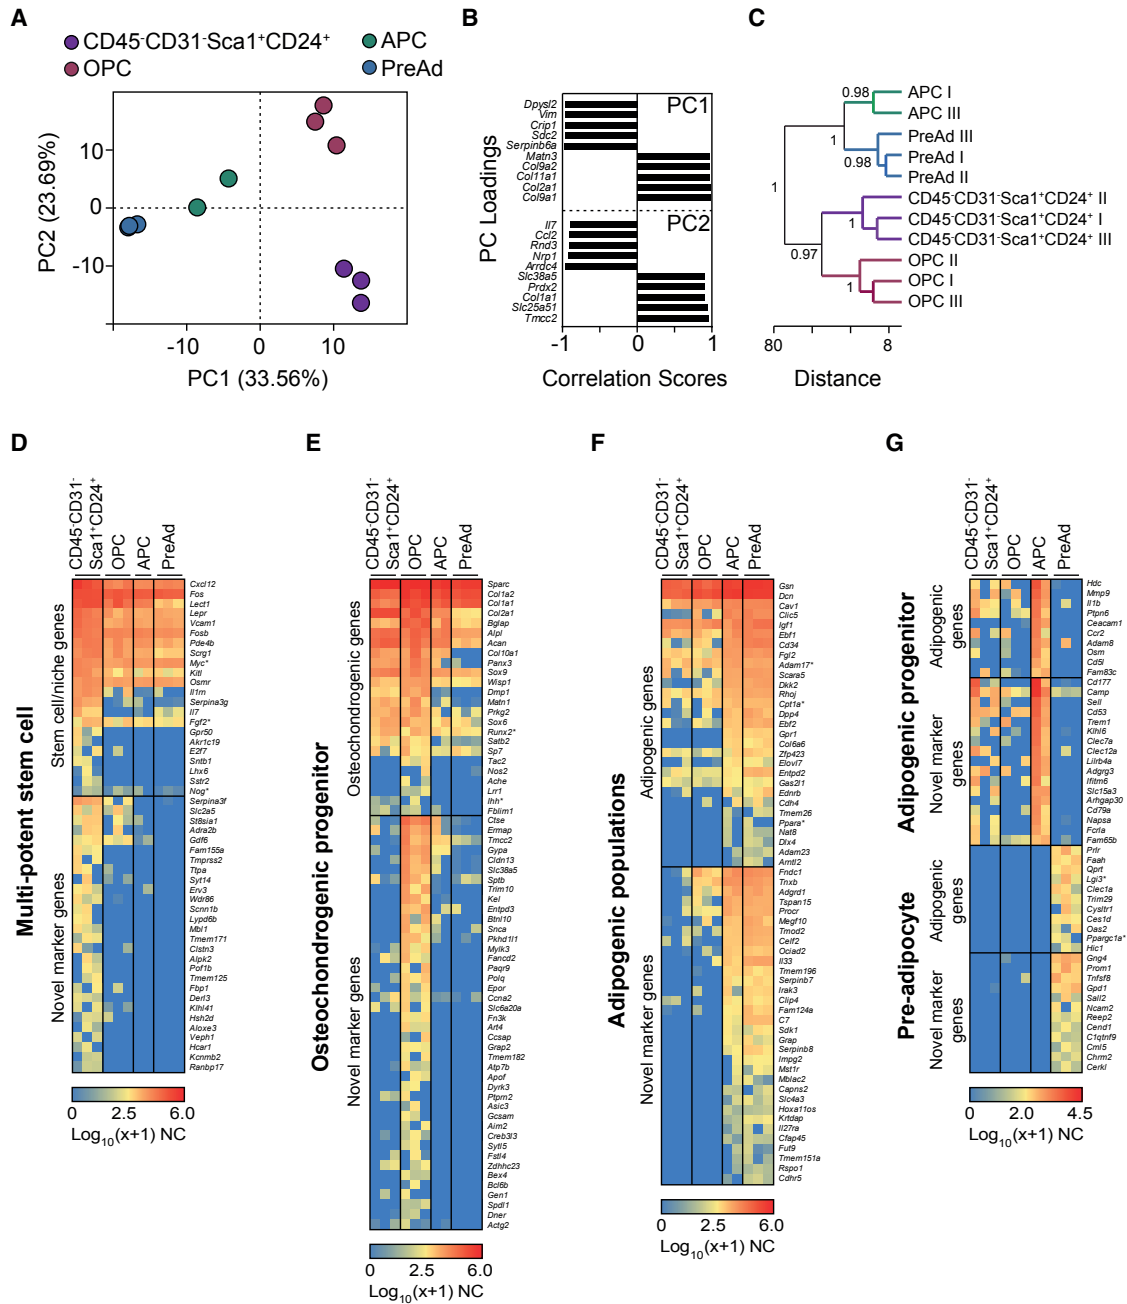 A
CD45⁻CD31⁻Sca1⁺CD24⁺
APC
OPC
PreAd
10
0
-10
PC2 (23.69%)
-10
0
10
PC1 (33.56%)
B
PC Loadings
PC1
Dpysl2
Vim
Crip1
Sdc2
Serpinb6a
Matn3
Col9a2
Col11a1
Col2a1
Col9a1
PC2
Il7
Ccl2
Rnd3
Nrp1
Arrdc4
Slc38a5
Prdx2
Col1a1
Slc25a51
Tmcc2
-1
0
1
Correlation Scores
C
0.98
1
0.98
1
1
0.97
1
APC I
APC III
PreAd III
PreAd I
PreAd II
CD45⁻CD31⁻Sca1⁺CD24⁺ II
CD45⁻CD31⁻Sca1⁺CD24⁺ I
CD45⁻CD31⁻Sca1⁺CD24⁺ III
OPC II
OPC I
OPC III
80
8
Distance
D
Multi-potent stem cell
CD45⁻CD31⁻
Sca1⁺CD24⁺
OPC
APC
PreAd
Stem cell/niche genes
Cxcl12
Fos
Lect1
Lepr
Vcam1
Fosb
Pde4b
Scrg1
Myc*
Kitl
Osmr
Il1rn
Serpina3g
Il7
Fgf2*
Gpr50
Akr1c19
E2f7
Sntb1
Lhx6
Sstr2
Nog*
Novel marker genes
Serpina3f
Slc2a5
St8sia1
Adra2b
Gdf6
Fam155a
Tmprss2
Ttpa
Syt14
Erv3
Wdr86
Scnn1b
Lypd6b
Mbl1
Tmem171
Clstn3
Alpk2
Pof1b
Tmem125
Fbp1
Derl3
Klhl41
Hsh2d
Aloxe3
Veph1
Hcar1
Kcnmb2
Ranbp17
0
2.5
6.0
Log₁₀(x+1) NC
E
Osteochondrogenic progenitor
CD45⁻CD31⁻
Sca1⁺CD24⁺
OPC
APC
PreAd
Osteochondrogenic genes
Sparc
Col1a2
Col1a1
Col2a1
Bglap
Alpl
Acan
Col10a1
Panx3
Sox9
Wisp1
Dmp1
Matn1
Prkg2
Sox6
Runx2*
Satb2
Sp7
Tac2
Nos2
Ache
Lrr1
Ihh*
Fblim1
Novel marker genes
Ctse
Ermap
Tmcc2
Gypa
Cldn13
Slc38a5
Sptb
Trim10
Kel
Entpd3
Btnl10
Snca
Pkhd1l1
Mylk3
Fancd2
Paqr9
Polq
Epor
Ccna2
Slc6a20a
Fn3k
Art4
Ccsap
Grap2
Tmem182
Atp7b
Apof
Dyrk3
Ptprn2
Asic3
Gcsam
Aim2
Creb3l3
Sytl5
Fstl4
Zdhhc23
Bex4
Bcl6b
Gen1
Spdl1
Dner
Actg2
0
2.5
6.0
Log₁₀(x+1) NC
F
Adipogenic populations
CD45⁻CD31⁻
Sca1⁺CD24⁺
OPC
APC
PreAd
Adipogenic genes
Gsn
Dcn
Cav1
Clic5
Igf1
Ebf1
Cd34
Fgl2
Adam17*
Scara5
Dkk2
Rhoj
Cpt1a*
Dpp4
Ebf2
Gpr1
Col6a6
Zfp423
Elovl7
Entpd2
Gas2l1
Ednrb
Cdh4
Tmem26
Ppara*
Nat8
Dlx4
Adam23
Arntl2
Novel marker genes
Fndc1
Tnxb
Adgrd1
Tspan15
Procr
Megf10
Tmod2
Celf2
Ociad2
Il33
Tmem196
Serpinb7
Irak3
Clip4
Fam124a
C7
Sdk1
Grap
Serpinb8
Impg2
Mst1r
Mblac2
Capns2
Slc4a3
Hoxa11os
Krtdap
Il27ra
Cfap45
Fut9
Tmem151a
Rspo1
Cdhr5
0
2.5
6.0
Log₁₀(x+1) NC
G
Adipogenic progenitor
CD45⁻CD31⁻
Sca1⁺CD24⁺
OPC
APC
PreAd
Adipogenic
genes
Hdc
Mmp9
Il1b
Ptpn6
Ceacam1
Ccr2
Adam8
Osm
Cd5l
Fam83c
Novel marker
genes
Cd177
Camp
Sell
Cd53
Trem1
Klhl6
Clec7a
Clec12a
Lilrb4a
Adgrg3
Ifitm6
Slc15a3
Arhgap30
Cd79a
Napsa
Fcrla
Fam65b
Pre-adipocyte
Adipogenic
genes
Prlr
Faah
Qprt
Lgi3*
Clec1a
Trim29
Cysltr1
Ces1d
Oas2
Ppargc1a*
Hic1
Novel marker
genes
Gng4
Prom1
Tnfsf8
Gpd1
Sall2
Ncam2
Reep2
Cend1
C1qtnf9
Cml5
Chrm2
Cerkl
0
2.0
4.5
Log₁₀(x+1) NC